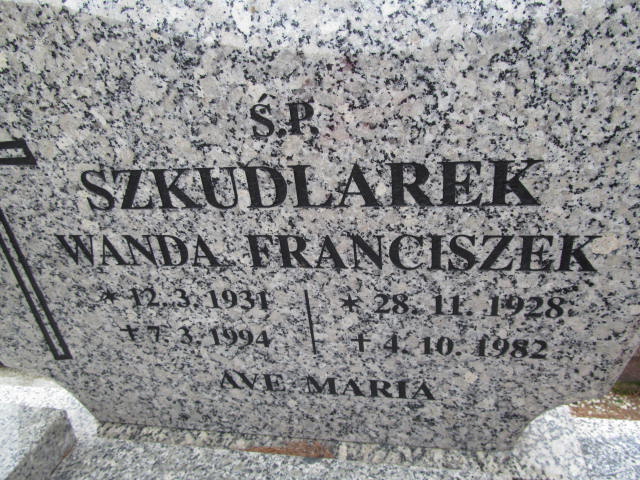 Ś.P.
SZKUDLAREK
WANDA FRANCISZEK
* 12.3.1931 * 28.11.1928
✝ 7.3.1994 ✝ 4.10.1982
AVE MARIA